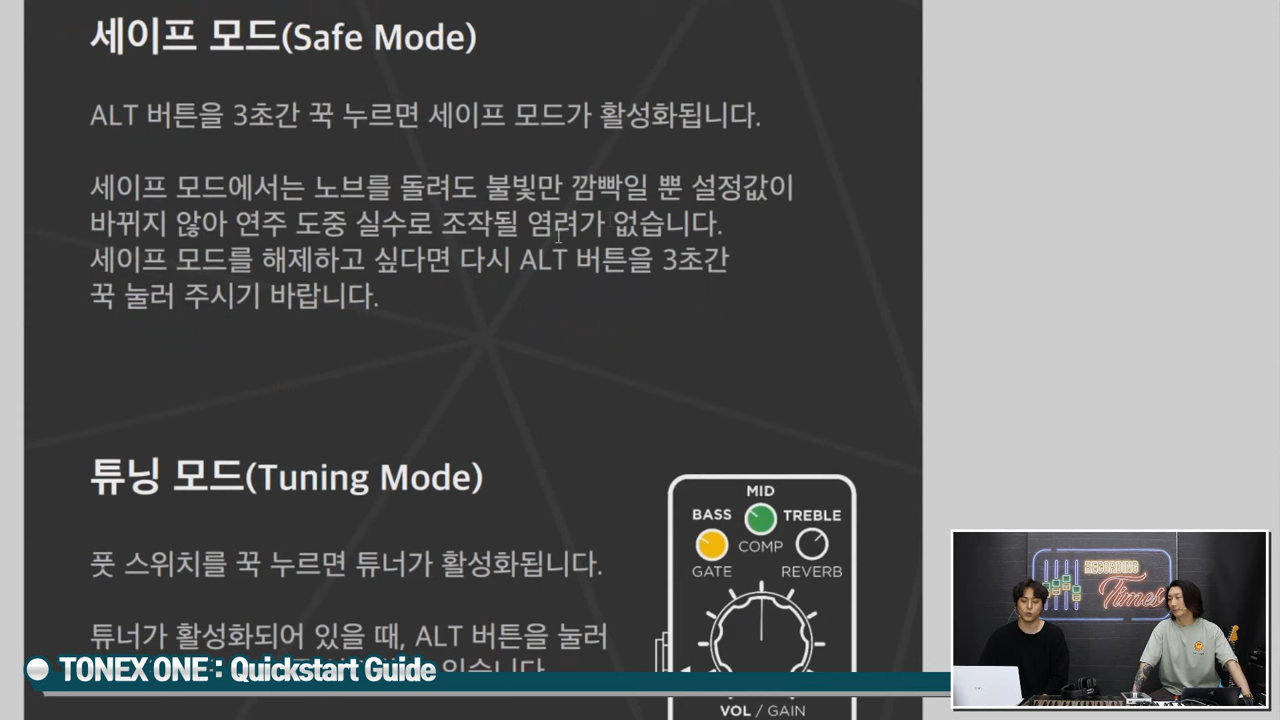 세이프 모드(Safe Mode)
ALT 버튼을 3초간 꾹 누르면 세이프 모드가 활성화됩니다.
세이프 모드에서는 노브를 돌려도 불빛만 깜빡일 뿐 설정값이
바뀌지 않아 연주 도중 실수로 조작될 염려가 없습니다.
세이프 모드를 해제하고 싶다면 다시 ALT 버튼을 3초간
꾹 눌러 주시기 바랍니다.
튜닝 모드(Tuning Mode)
풋 스위치를 꾹 누르면 튜너가 활성화됩니다.
튜너가 활성화되어 있을 때, ALT 버튼을 눌러
있습니다.
MID
BASS
TREBLE
COMP
GATE
REVERB
VOL / GAIN
RECORDING
Times
TONEX ONE : Quickstart Guide